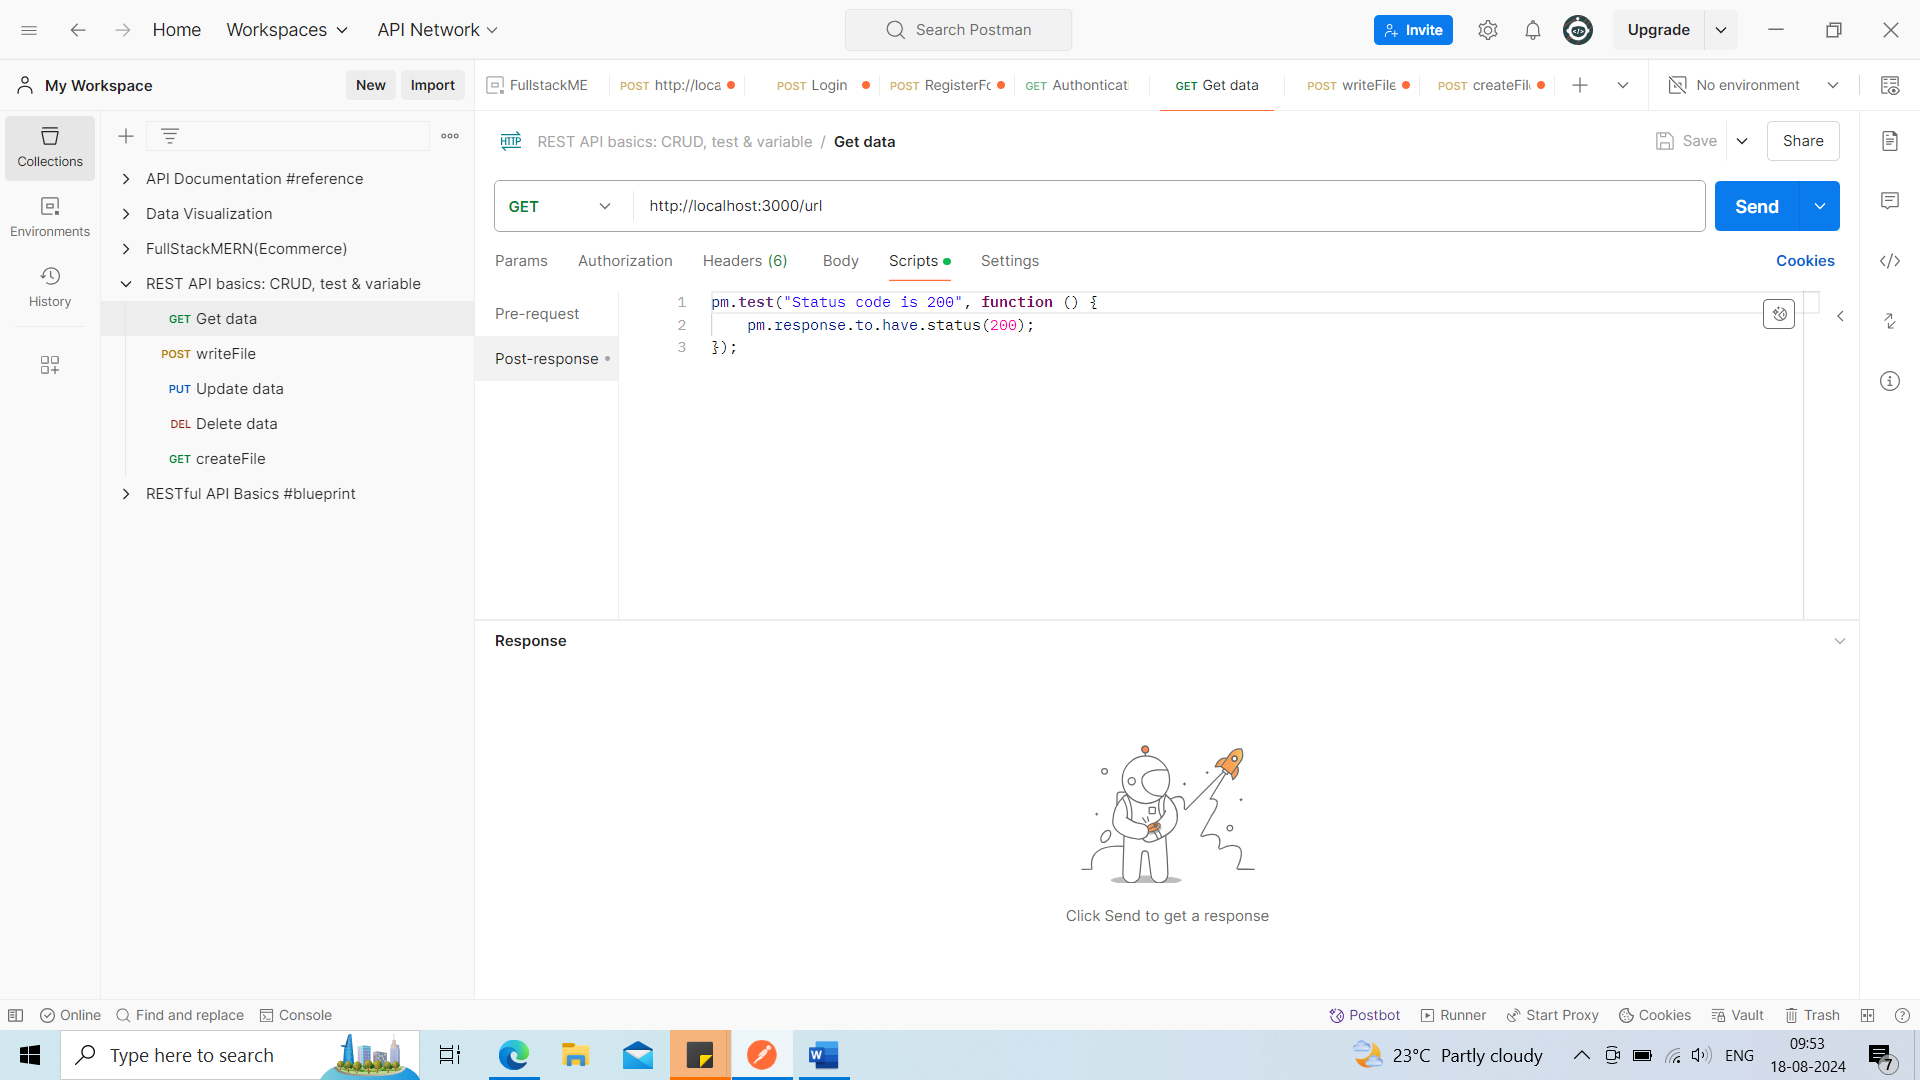 Home
Workspaces
API Network
Search Postman
Invite
Upgrade
My Workspace
New
Import
FullstackME
POST http://loca
POST Login
POST RegisterFo
GET Authonticati
GET Get data
POST writeFile
POST createFil
No environment
Collections
Environments
History
API Documentation #reference
Data Visualization
FullStackMERN(Ecommerce)
REST API basics: CRUD, test & variable
GET Get data
POST writeFile
PUT Update data
DEL Delete data
GET createFile
RESTful API Basics #blueprint
HTTP
REST API basics: CRUD, test & variable / Get data
Save
Share
GET
http://localhost:3000/url
Send
Params
Authorization
Headers (6)
Body
Scripts
Settings
Cookies
Pre-request
Post-response
1 pm.test("Status code is 200", function () {
2 pm.response.to.have.status(200);
3 });
Response
Click Send to get a response
Online
Find and replace
Console
Postbot
Runner
Start Proxy
Cookies
Vault
Trash
Type here to search
23°C Partly cloudy
ENG
09:53
18-08-2024
7